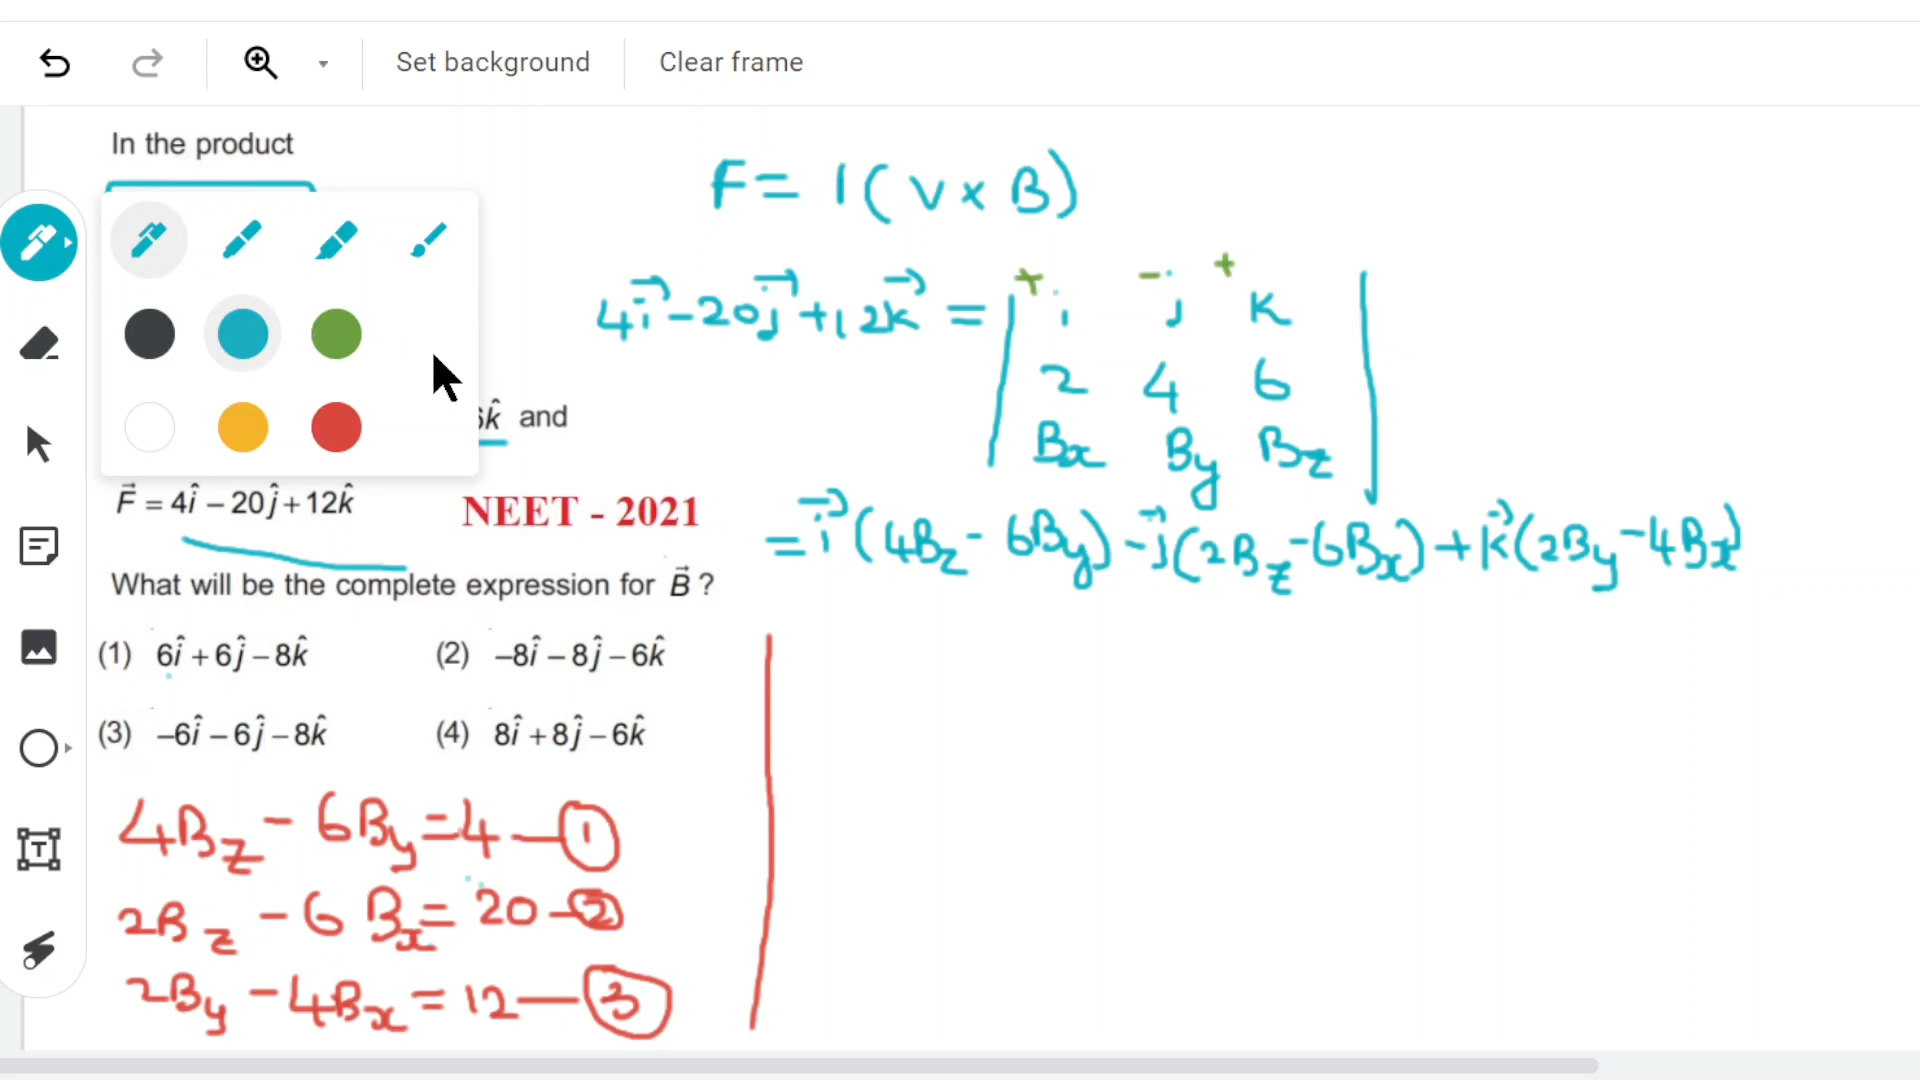 Set background Clear frame
In the product
F = 1(V × B)
4i⃗ - 20j⃗ + 12k⃗ = | i j k |
+ - +
2 4 6
Bx By Bz
k̂ and
F⃗ = 4î – 20ĵ + 12k̂
NEET - 2021
= i⃗(4Bz - 6By) - j⃗(2Bz - 6Bx) + k⃗(2By - 4Bx)
What will be the complete expression for B⃗ ?
(1) 6î + 6ĵ – 8k̂ (2) –8î – 8ĵ – 6k̂
(3) –6î – 6ĵ – 8k̂ (4) 8î + 8ĵ – 6k̂
4Bz - 6By = 4 — 1
2Bz - 6Bx = 20 - 2
2By - 4Bx = 12 — 3